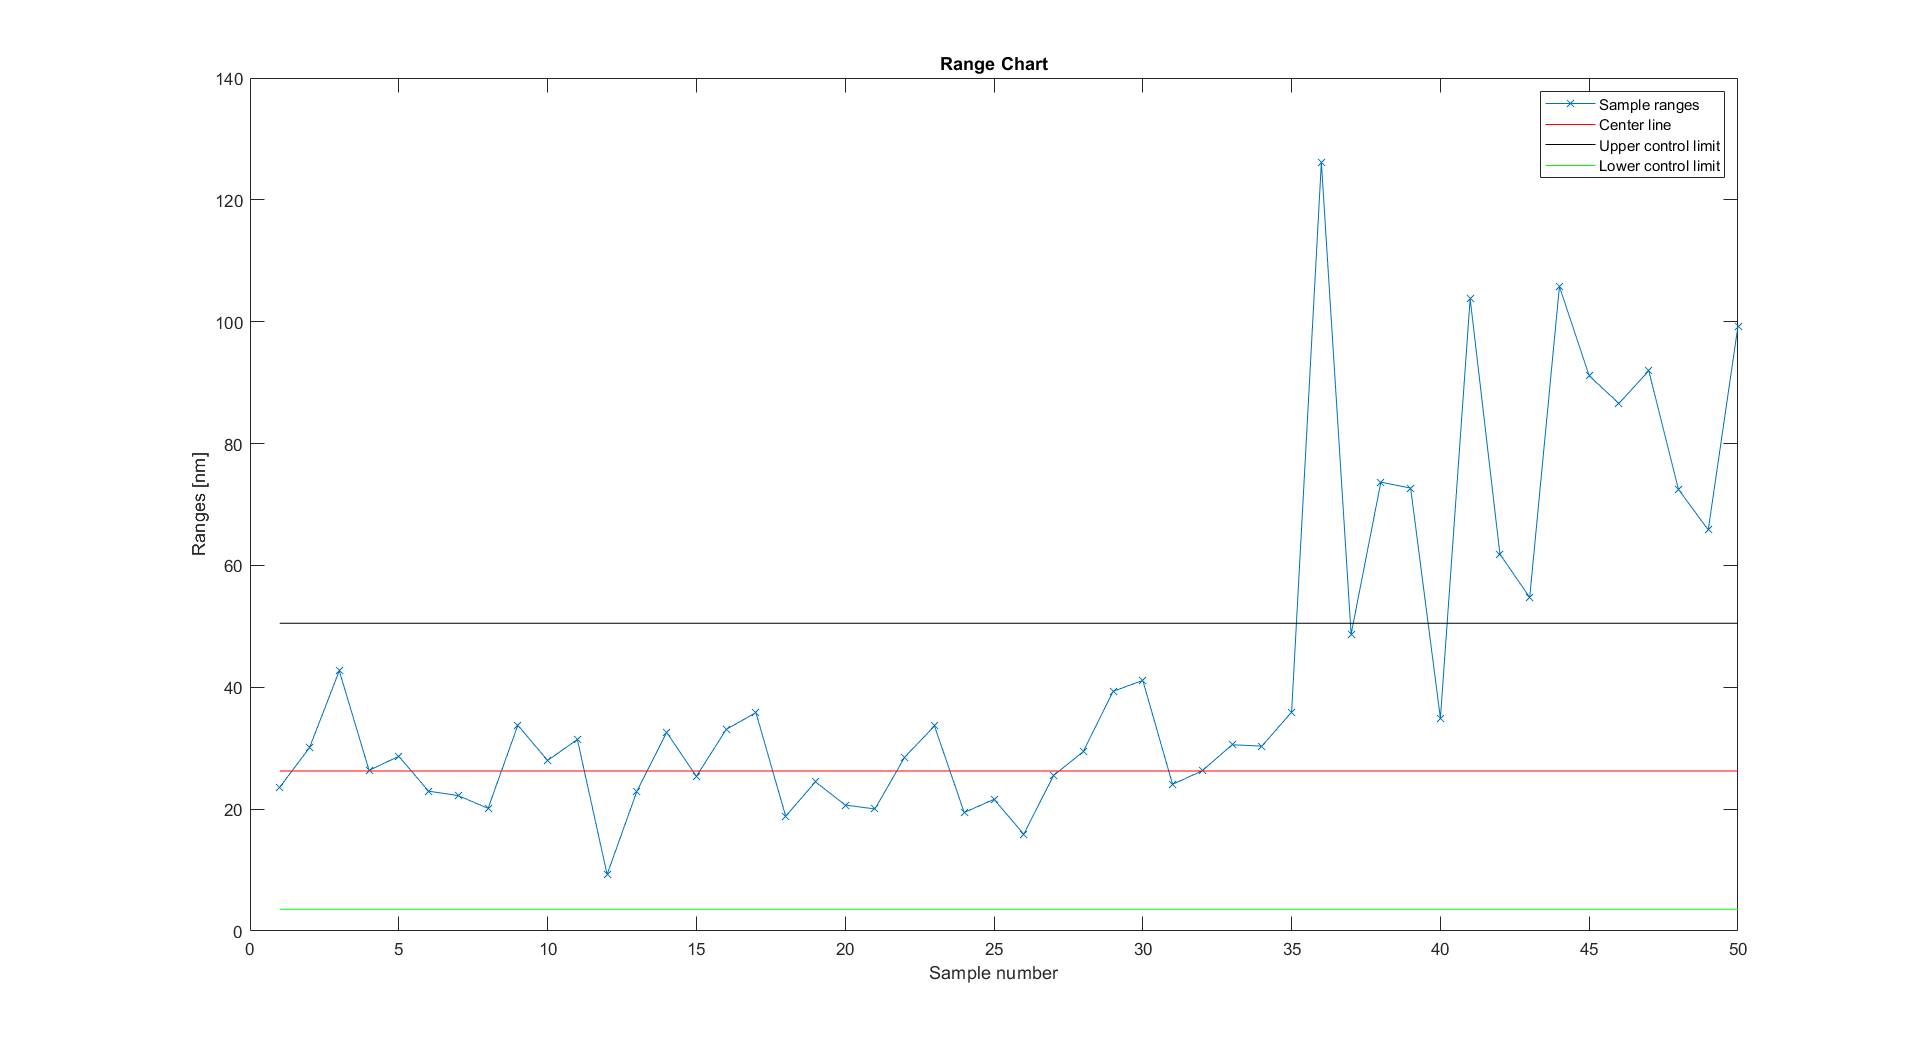 Range Chart
140
120
100
80
60
40
20
0
Ranges [nm]
Sample ranges
Center line
Upper control limit
Lower control limit
0 5 10 15 20 25 30 35 40 45 50
Sample number